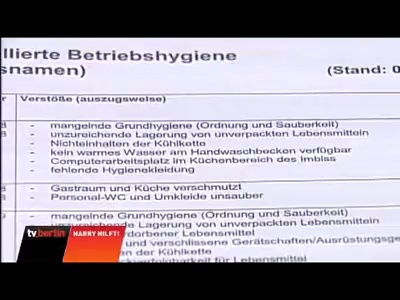 llierte Betriebshygiene
snamen) (Stand: 0
r Verstöße (auszugsweise)
- mangelnde Grundhygiene (Ordnung und Sauberkeit)
- unzureichende Lagerung von unverpackten Lebensmitteln
- Nichteinhalten der Kühlkette
- kein warmes Wasser am Handwaschbecken verfügbar
- Computerarbeitsplatz im Küchenbereich des Imbiss
- fehlende Hygienekleidung
- Gastraum und Küche verschmutzt
- Personal-WC und Umkleide unsauber
- mangelnde Grundhygiene (Ordnung und Sauberkeit)
unzureichende Lagerung von unverpackten Lebensmitteln
dorbener Lebensmittel
und verschlissene Gerätschaften/Ausrüstungsge
der Kühlkette
ckverfolgbarkeit für Lebensmittel
tv.berlin HARRY HILFT!